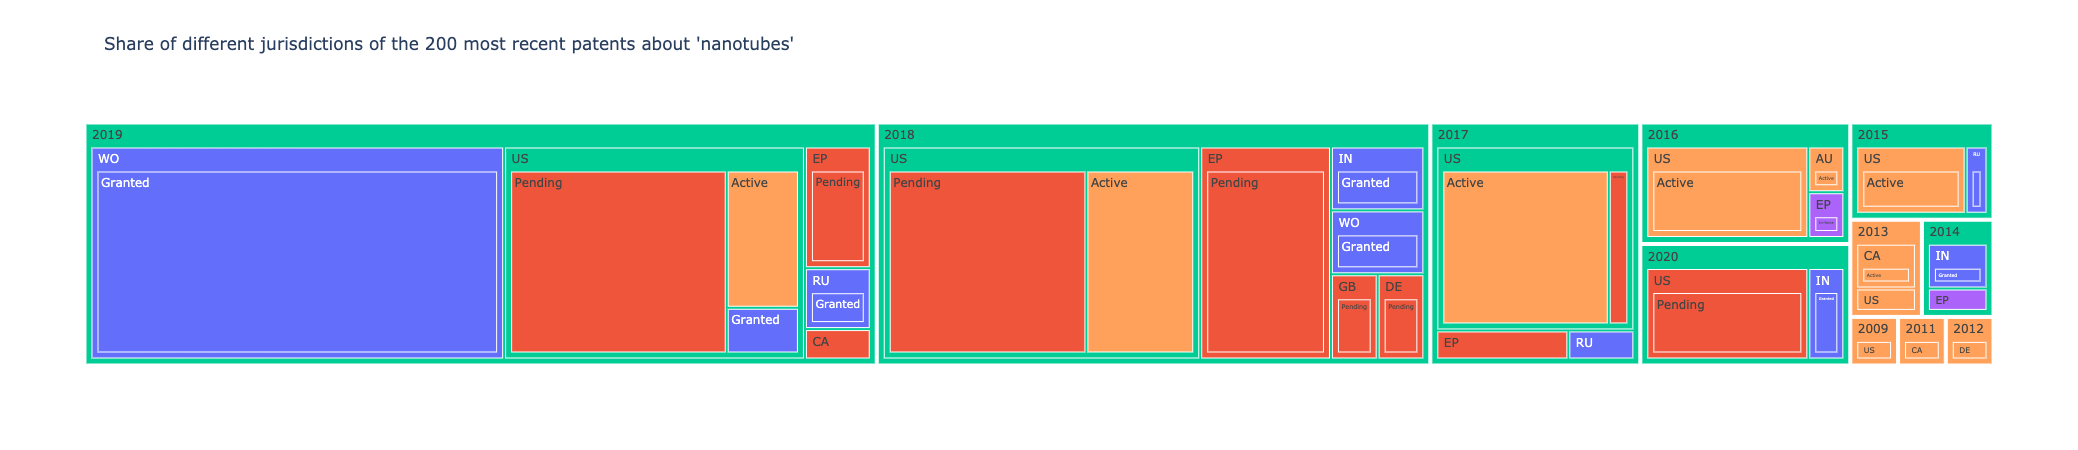 Share of different jurisdictions of the 200 most recent patents about 'nanotubes'
2019
WO
Granted
US
Pending
Active
Granted
EP
Pending
RU
Granted
CA
2018
US
Pending
Active
EP
Pending
IN
Granted
WO
Granted
GB
Pending
DE
Pending
2017
US
Active
EP
RU
2016
US
Active
AU
Active
EP
2020
US
Pending
IN
Granted
2015
US
Active
RU
2013
CA
Active
US
2014
IN
Granted
EP
2009
US
2011
CA
2012
DE